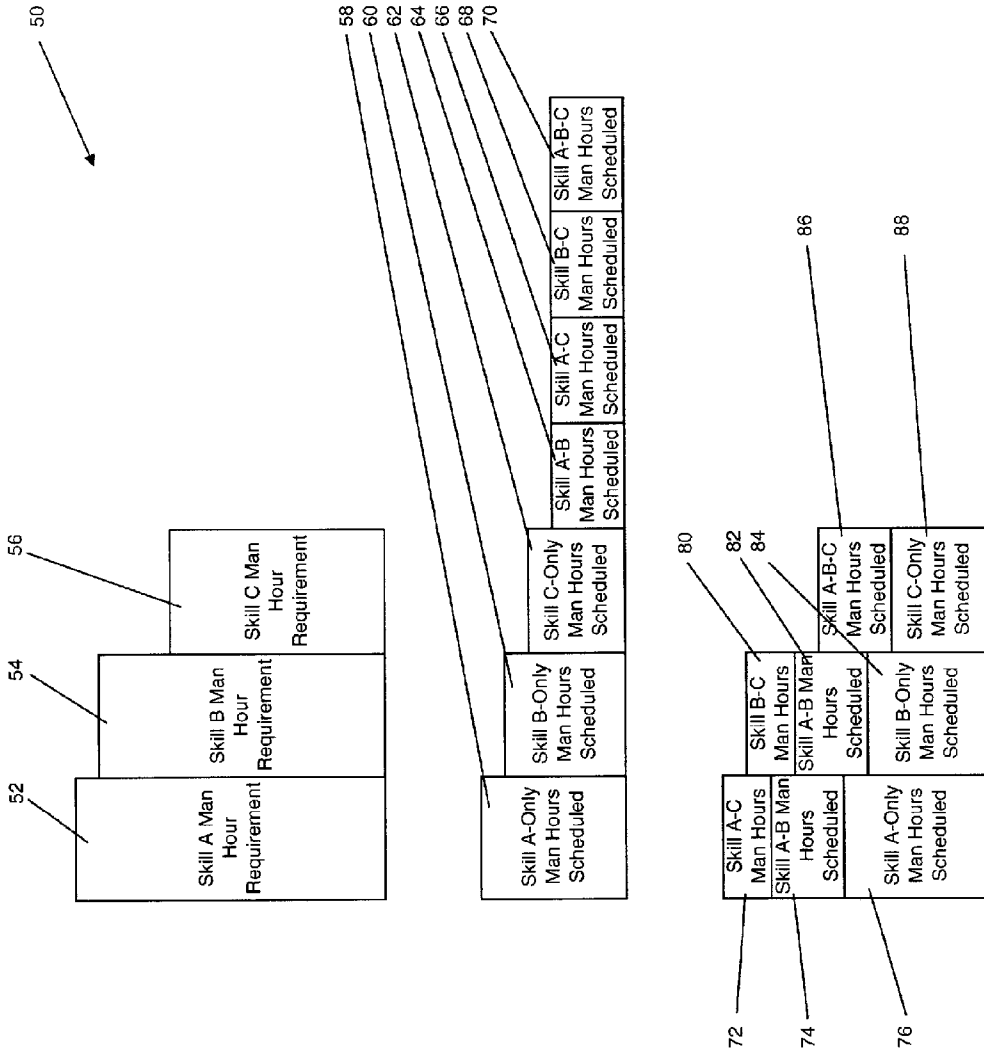 50
52
54
56
Skill A Man
Hour
Requirement
Skill B Man
Hour
Requirement
Skill C Man
Hour
Requirement
58
60
62
64
66
68
70
Skill A-Only
Man Hours
Scheduled
Skill B-Only
Man Hours
Scheduled
Skill C-Only
Man Hours
Scheduled
Skill A-B
Man Hours
Scheduled
Skill A-C
Man Hours
Scheduled
Skill B-C
Man Hours
Scheduled
Skill A-B-C
Man Hours
Scheduled
72
74
76
Skill A-C
Man Hours
Skill A-B Man
Hours
Scheduled
Skill A-Only
Man Hours
Scheduled
80
82
84
Skill B-C
Man Hours
Skill A-B Man
Hours
Scheduled
Skill B-Only
Man Hours
Scheduled
86
88
Skill A-B-C
Man Hours
Scheduled
Skill C-Only
Man Hours
Scheduled